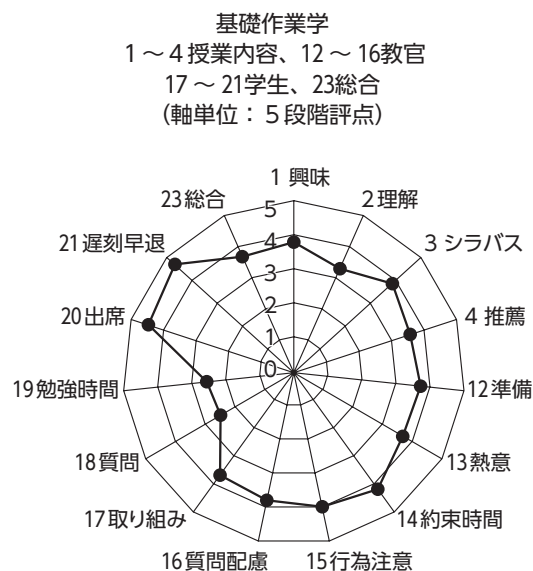 基礎作業学
1～4授業内容、12～16教官
17～21学生、23総合
（軸単位：５段階評点）
1 興味
2理解
3 シラバス
4 推薦
12準備
13熱意
14約束時間
15行為注意
16質問配慮
17取り組み
18質問
19勉強時間
20出席
21遅刻早退
23総合
5
4
3
2
1
0